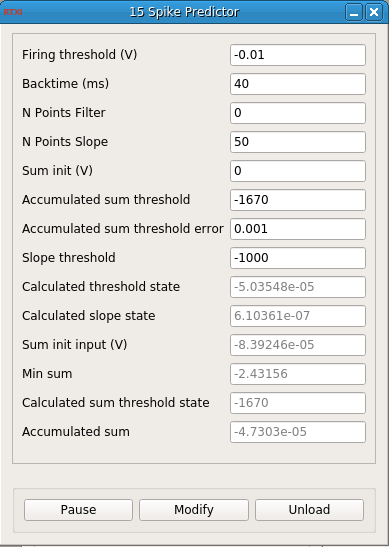 15 Spike Predictor
Firing threshold (V) -0.01
Backtime (ms) 40
N Points Filter 0
N Points Slope 50
Sum init (V) 0
Accumulated sum threshold -1670
Accumulated sum threshold error 0.001
Slope threshold -1000
Calculated threshold state -5.03548e-05
Calculated slope state 6.10361e-07
Sum init input (V) -8.39246e-05
Min sum -2.43156
Calculated sum threshold state -1670
Accumulated sum -4.7303e-05
Pause Modify Unload